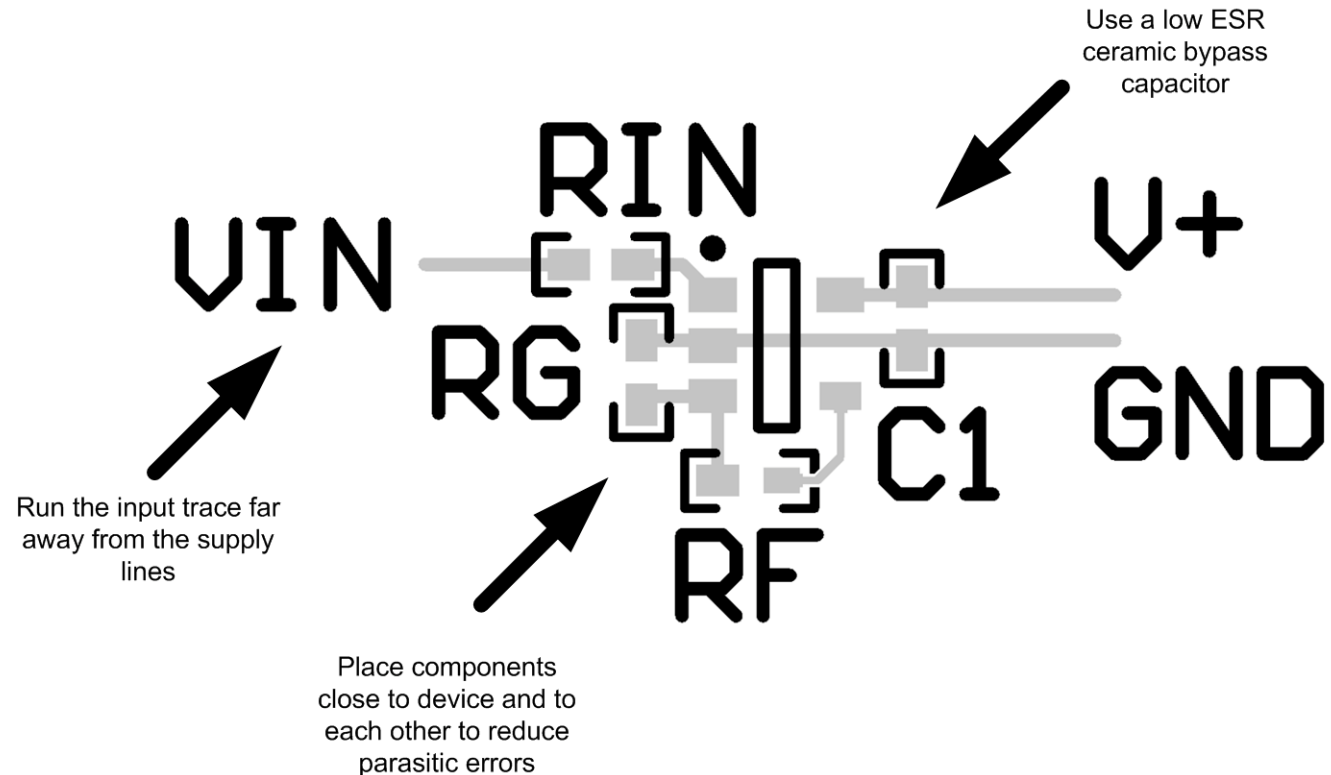 Use a low ESR
ceramic bypass
capacitor
RIN
V+
VIN
RG
GND
C1
Run the input trace far
away from the supply
lines
RF
Place components
close to device and to
each other to reduce
parasitic errors